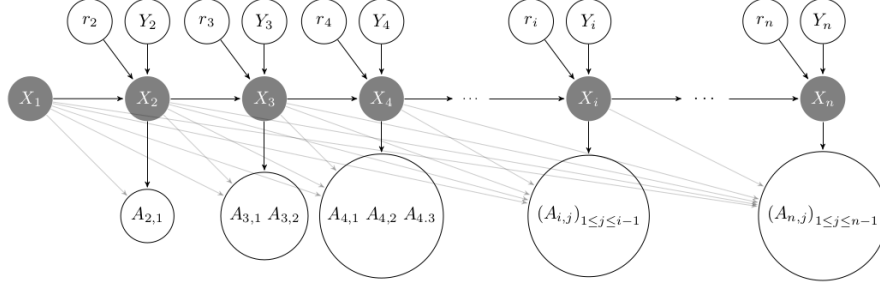 r₂ Y₂ r₃ Y₃ r₄ Y₄ rᵢ Yᵢ rₙ Yₙ
X₁ X₂ X₃ X₄ ... Xᵢ ... Xₙ
A₂,₁ A₃,₁ A₃,₂ A₄,₁ A₄,₂ A₄.₃ (Aᵢ,ⱼ)₁≤ⱼ≤ᵢ₋₁ (Aₙ,ⱼ)₁≤ⱼ≤ₙ₋₁